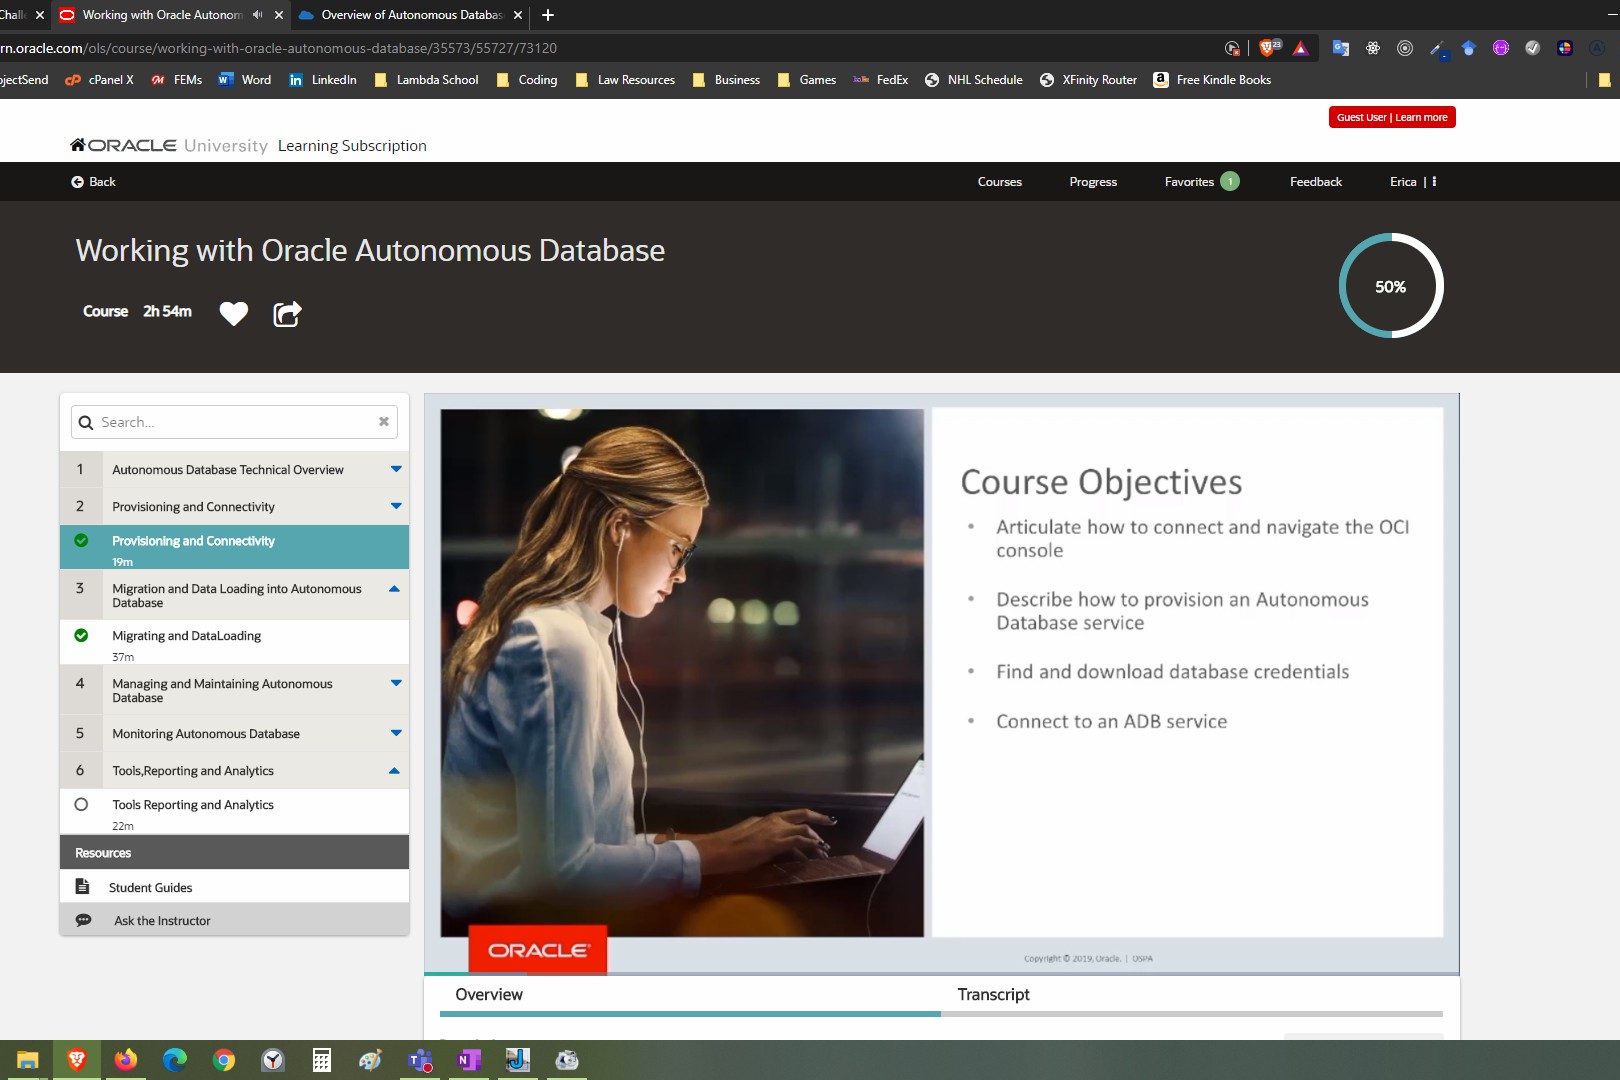 Chall
Working with Oracle Autonom
Overview of Autonomous Databas
rn.oracle.com/ols/course/working-with-oracle-autonomous-database/35573/55727/73120
23
ojectSend
cPanel X
FEMs
Word
LinkedIn
Lambda School
Coding
Law Resources
Business
Games
FedEx
NHL Schedule
XFinity Router
Free Kindle Books
Guest User | Learn more
ORACLE University Learning Subscription
Back
Courses
Progress
Favorites 1
Feedback
Erica |
Working with Oracle Autonomous Database
Course 2h 54m
50%
Search...
1 Autonomous Database Technical Overview
2 Provisioning and Connectivity
Provisioning and Connectivity
19m
3 Migration and Data Loading into Autonomous
Database
Migrating and DataLoading
37m
4 Managing and Maintaining Autonomous
Database
5 Monitoring Autonomous Database
6 Tools,Reporting and Analytics
Tools Reporting and Analytics
22m
Resources
Student Guides
Ask the Instructor
Course Objectives
• Articulate how to connect and navigate the OCI
console
• Describe how to provision an Autonomous
Database service
• Find and download database credentials
• Connect to an ADB service
ORACLE
Copyright © 2019, Oracle. | DSPA
Overview
Transcript